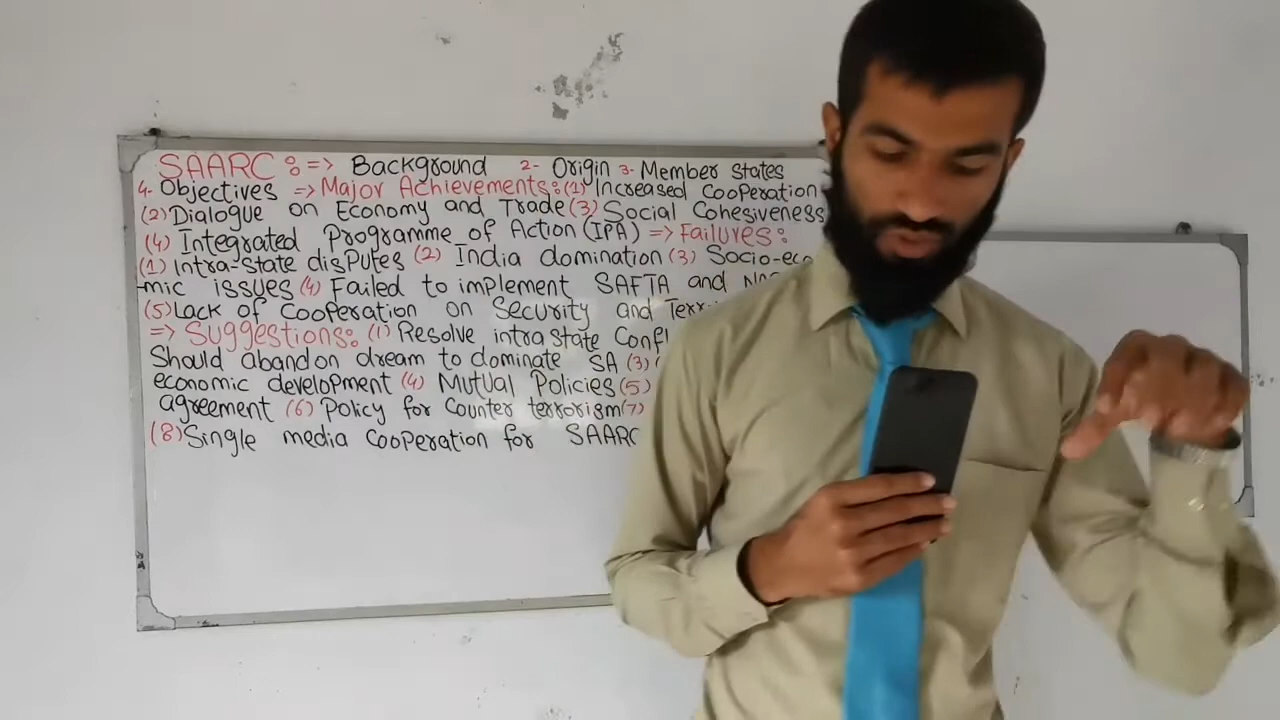 SAARC :=> Background 2- Origin 3- Member states
4- Objectives => Major Achievements:(1) Increased Cooperation
(2) Dialogue on Economy and Trade (3) Social Cohesiveness
(4) Integrated Programme of Action (IPA) => Failures:
(1) Intra-state disputes (2) India domination (3) Socio-eco
mic issues (4) Failed to implement SAFTA and
(5) Lack of Cooperation on Security and Terr
=> Suggestions: (1) Resolve intra state Conf
Should abandon dream to dominate SA (3)
economic development (4) Mutual Policies (5)
agreement (6) Policy for Counter terrorism (7)
(8) Single media cooperation for SAARC